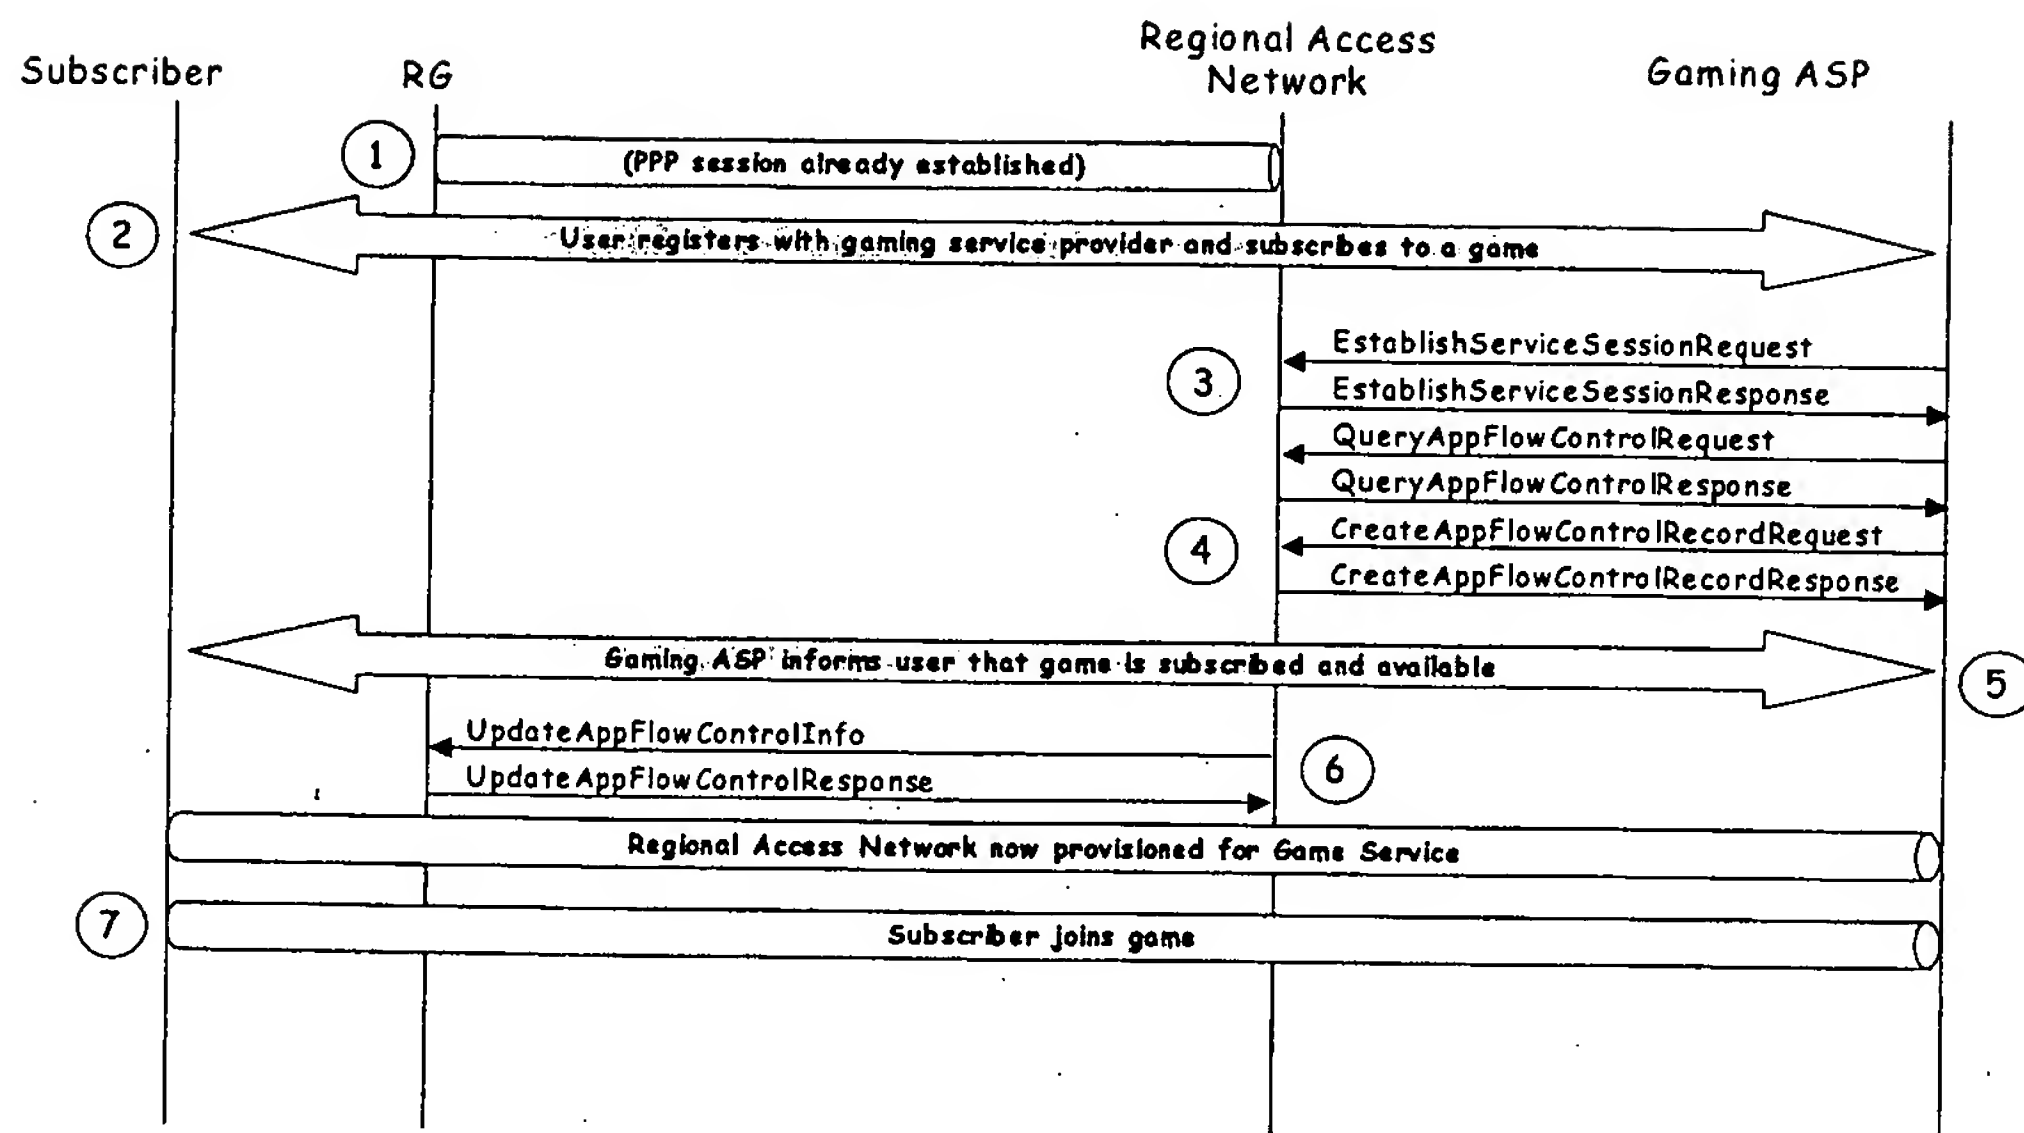 Subscriber
RG
Regional Access
Network
Gaming ASP
1
(PPP session already established)
2
User registers with gaming service provider and subscribes to a game
EstablishServiceSessionRequest
3
EstablishServiceSessionResponse
QueryAppFlowControlRequest
QueryAppFlowControlResponse
4
CreateAppFlowControlRecordRequest
CreateAppFlowControlRecordResponse
Gaming ASP informs user that game is subscribed and available
5
UpdateAppFlowControlInfo
6
UpdateAppFlowControlResponse
Regional Access Network now provisioned for Game Service
7
Subscriber joins game